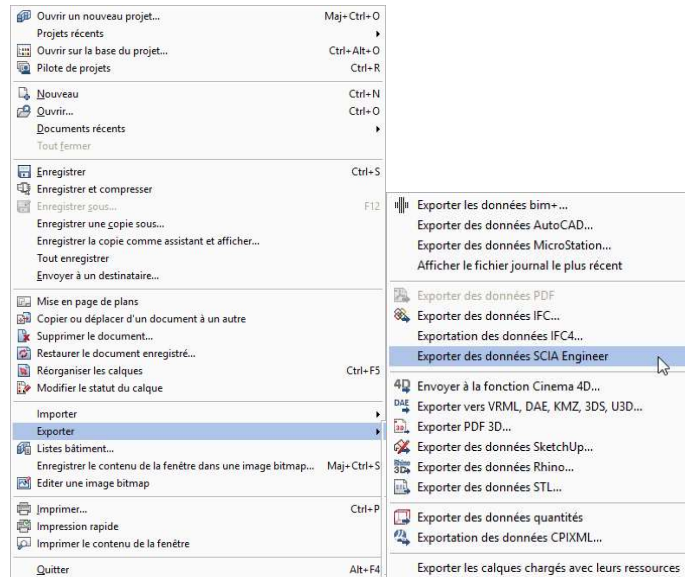 Ouvrir un nouveau projet... Maj+Ctrl+O
Projets récents
Ouvrir sur la base du projet... Ctrl+Alt+O
Pilote de projets Ctrl+R
Nouveau Ctrl+N
Ouvrir... Ctrl+O
Documents récents
Tout fermer
Enregistrer Ctrl+S
Enregistrer et compresser
Enregistrer sous... F12
Enregistrer une copie sous...
Enregistrer la copie comme assistant et afficher...
Tout enregistrer
Envoyer à un destinataire...
Mise en page de plans
Copier ou déplacer d'un document à un autre
Supprimer le document...
Restaurer le document enregistré...
Réorganiser les calques Ctrl+F5
Modifier le statut du calque
Importer
Exporter
Listes bâtiment...
Enregistrer le contenu de la fenêtre dans une image bitmap... Maj+Ctrl+S
Editer une image bitmap
Imprimer... Ctrl+P
Impression rapide
Imprimer le contenu de la fenêtre
Quitter Alt+F4
Exporter les données bim+...
Exporter des données AutoCAD...
Exporter des données MicroStation...
Afficher le fichier journal le plus récent
Exporter des données PDF
Exporter des données IFC...
Exportation des données IFC4...
Exporter des données SCIA Engineer
4D Envoyer à la fonction Cinema 4D...
DAE Exporter vers VRML, DAE, KMZ, 3DS, U3D...
Exporter PDF 3D...
Exporter des données SketchUp...
Exporter des données Rhino...
Exporter des données STL...
Exporter des données quantités
Exportation des données CPIXML...
Exporter les calques chargés avec leurs ressources